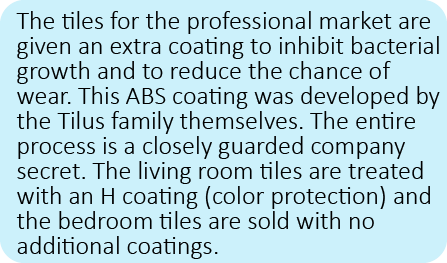 The tiles for the professional market are
given an extra coating to inhibit bacterial
growth and to reduce the chance of
wear. This ABS coating was developed by
the Tilus family themselves. The entire
process is a closely guarded company
secret. The living room tiles are treated
with an H coating (color protection) and
the bedroom tiles are sold with no
additional coatings.